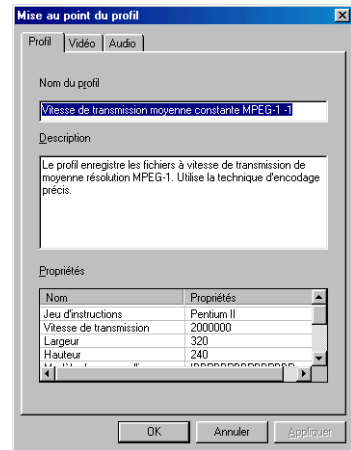 Mise au point du profil
Profil Vidéo Audio
Nom du profil
Vitesse de transmission moyenne constante MPEG-1 -1
Description
Le profil enregistre les fichiers à vitesse de transmission de
moyenne résolution MPEG-1. Utilise la technique d'encodage
précis.
Propriétés
Nom Propriétés
Jeu d'instructions Pentium II
Vitesse de transmission 2000000
Largeur 320
Hauteur 240
OK Annuler Appliquer